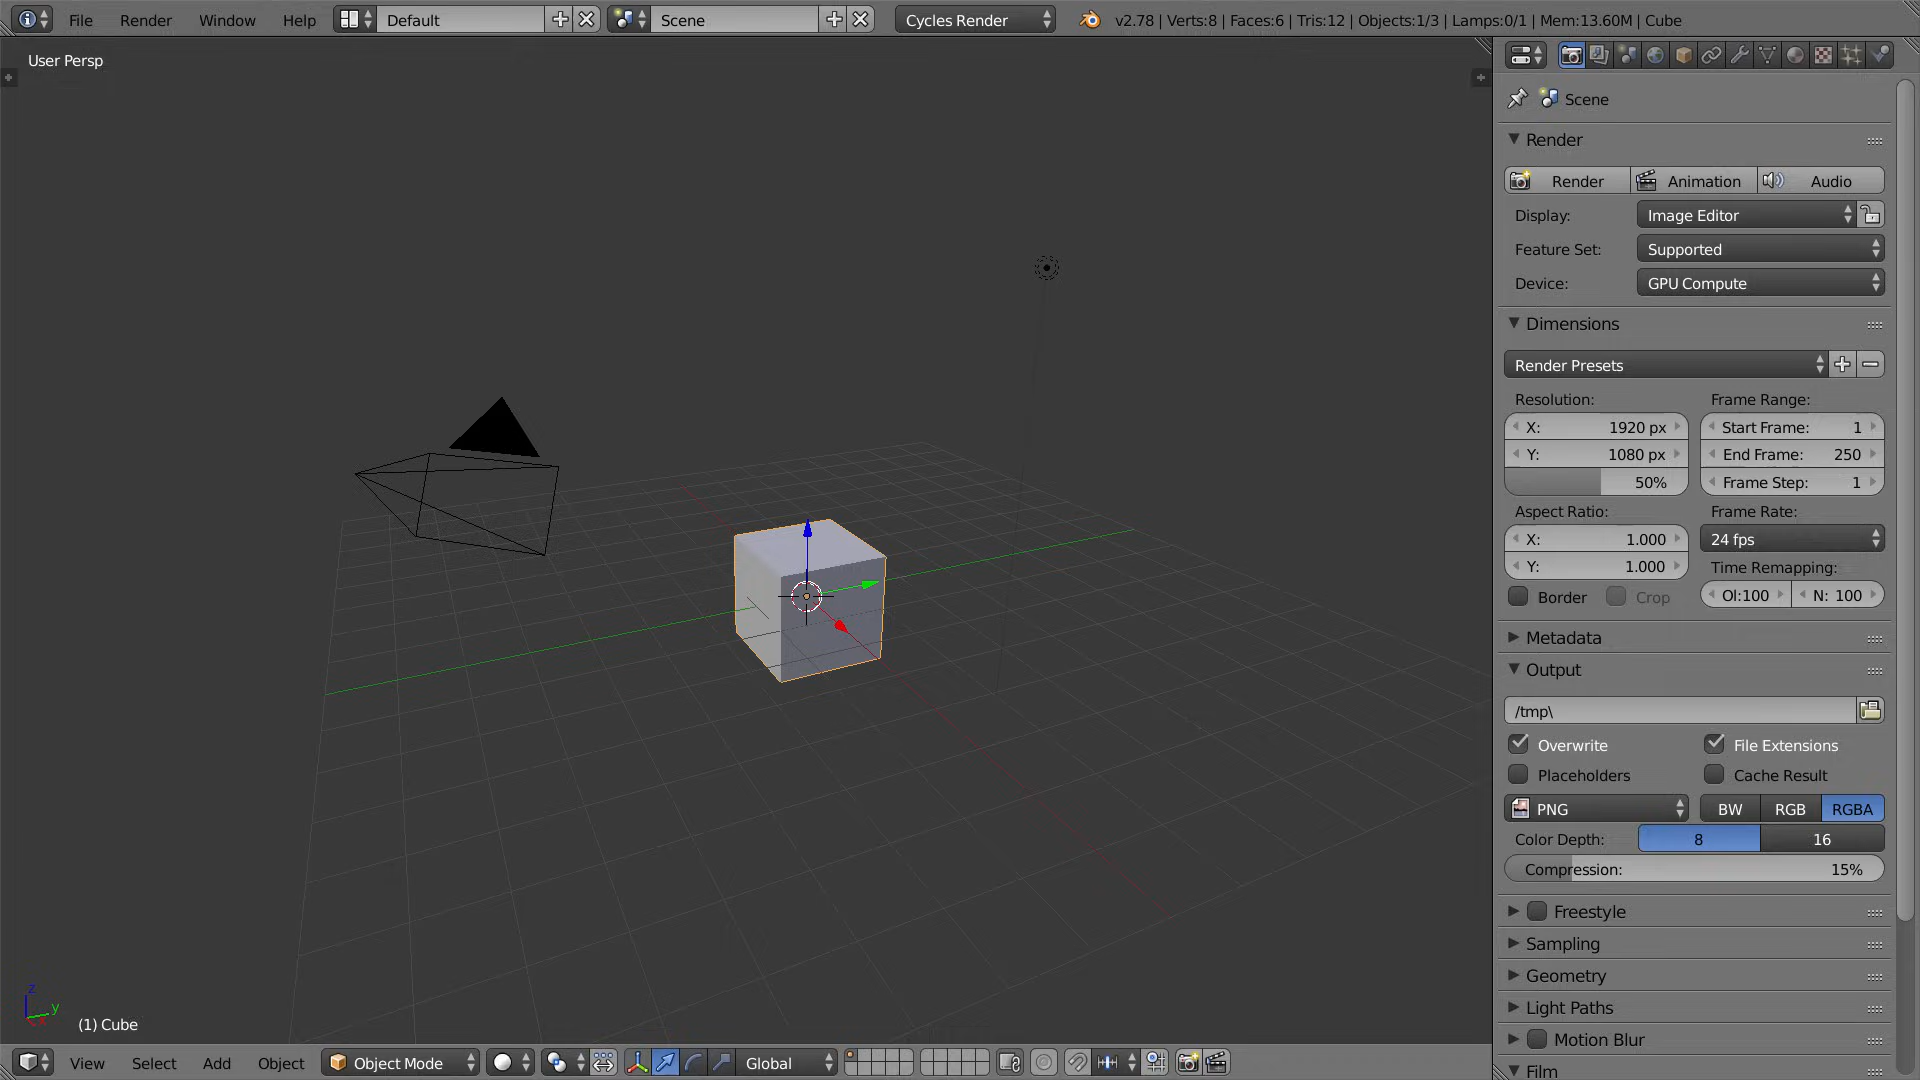 File Render Window Help Default Scene Cycles Render v2.78 | Verts:8 | Faces:6 | Tris:12 | Objects:1/3 | Lamps:0/1 | Mem:13.60M | Cube
User Persp
Scene
Render
Render Animation Audio
Display: Image Editor
Feature Set: Supported
Device: GPU Compute
Dimensions
Render Presets
Resolution: Frame Range:
X: 1920 px Start Frame: 1
Y: 1080 px End Frame: 250
50% Frame Step: 1
Aspect Ratio: Frame Rate:
X: 1.000 24 fps
Y: 1.000 Time Remapping:
Border Crop Ol:100 N: 100
Metadata
Output
/tmp\
Overwrite File Extensions
Placeholders Cache Result
PNG BW RGB RGBA
Color Depth: 8 16
Compression: 15%
Freestyle
Sampling
Geometry
Light Paths
Motion Blur
Film
z
y
x
(1) Cube
View Select Add Object Object Mode Global